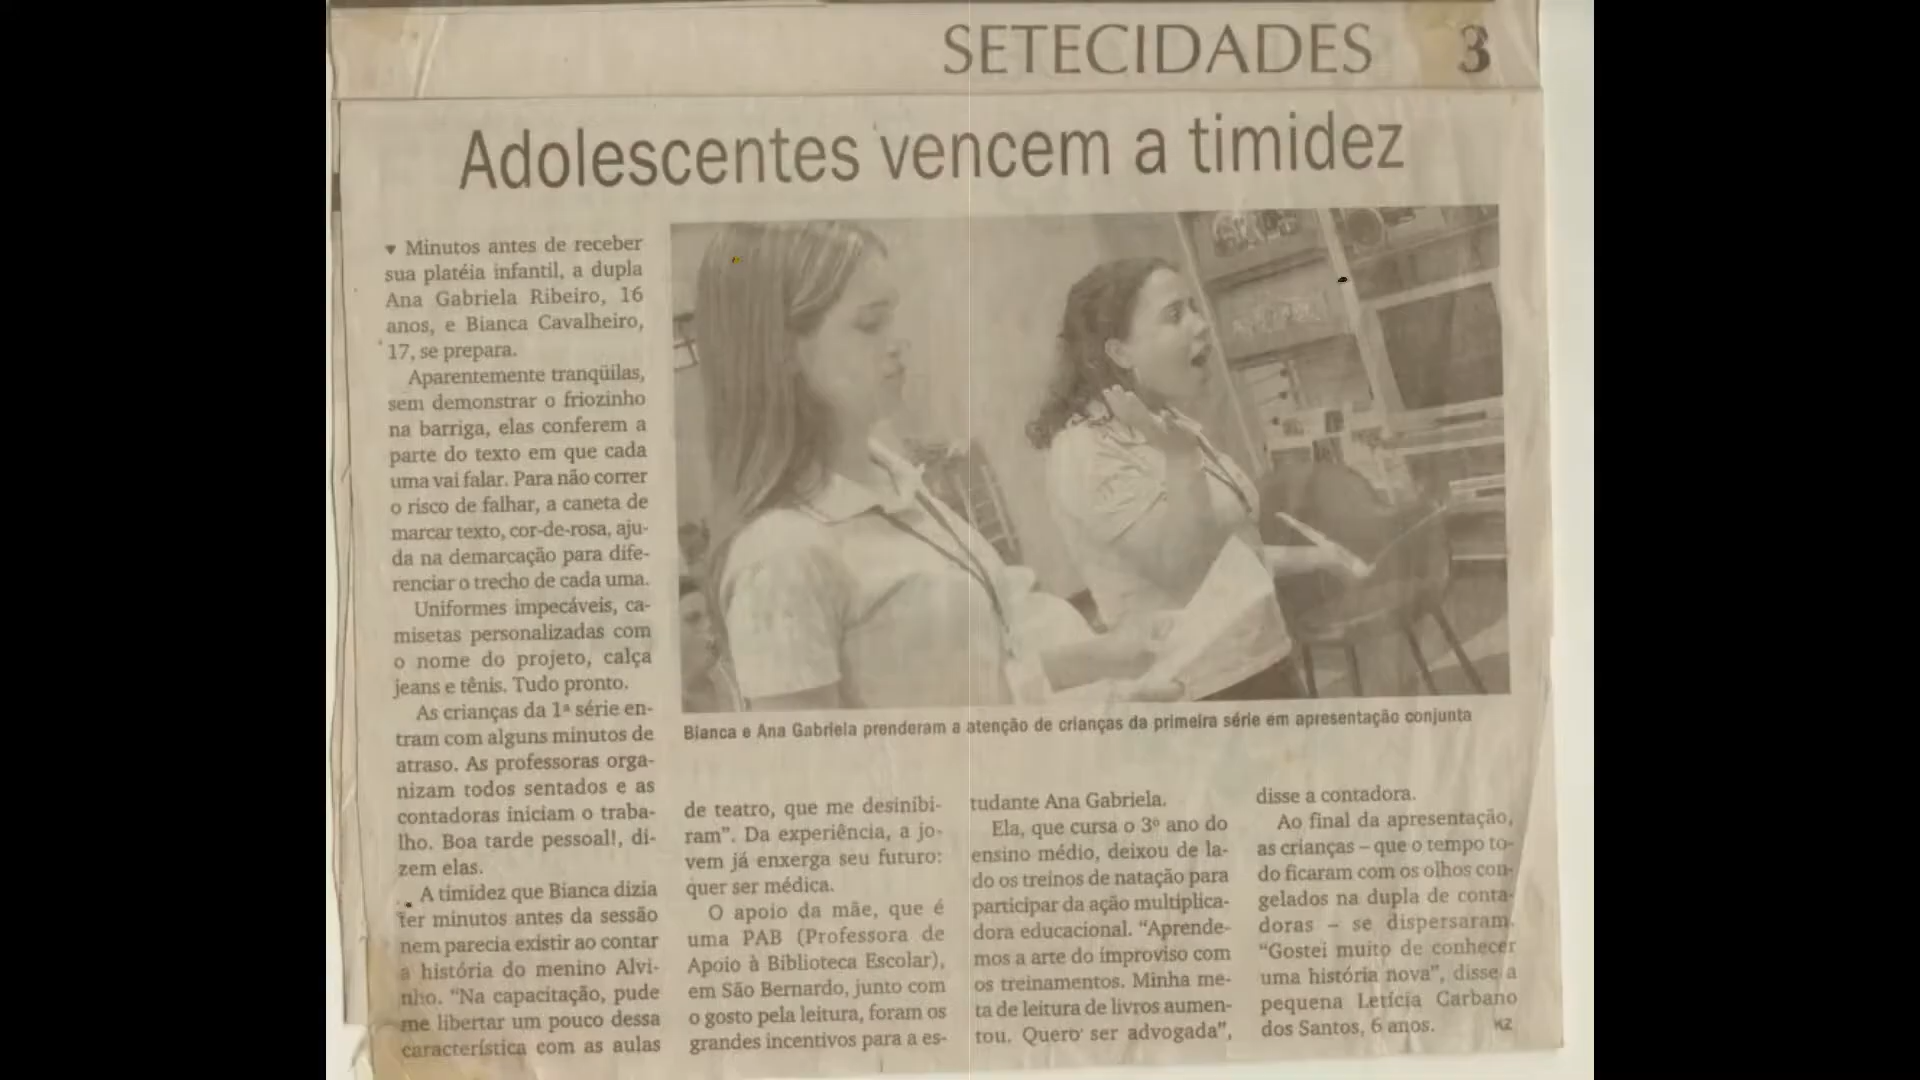 SETECIDADES 3
Adolescentes vencem a timidez
▾ Minutos antes de receber
sua platéia infantil, a dupla
Ana Gabriela Ribeiro, 16
anos, e Bianca Cavalheiro,
17, se prepara.
Aparentemente tranqüilas,
sem demonstrar o friozinho
na barriga, elas conferem a
parte do texto em que cada
uma vai falar. Para não correr
o risco de falhar, a caneta de
marcar texto, cor-de-rosa, aju-
da na demarcação para dife-
renciar o trecho de cada uma.
Uniformes impecáveis, ca-
misetas personalizadas com
o nome do projeto, calça
jeans e tênis. Tudo pronto.
As crianças da 1ª série en-
tram com alguns minutos de
atraso. As professoras orga-
nizam todos sentados e as
contadoras iniciam o traba-
lho. Boa tarde pessoal!, di-
zem elas.
A timidez que Bianca dizia
ter minutos antes da sessão
nem parecia existir ao contar
a história do menino Alvi-
nho. “Na capacitação, pude
me libertar um pouco dessa
característica com as aulas
Bianca e Ana Gabriela prenderam a atenção de crianças da primeira série em apresentação conjunta
de teatro, que me desinibi-
ram”. Da experiência, a jo-
vem já enxerga seu futuro:
quer ser médica.
O apoio da mãe, que é
uma PAB (Professora de
Apoio à Biblioteca Escolar),
em São Bernardo, junto com
o gosto pela leitura, foram os
grandes incentivos para a es-
tudante Ana Gabriela.
Ela, que cursa o 3º ano do
ensino médio, deixou de la-
do os treinos de natação para
participar da ação multiplica-
dora educacional. “Aprende-
mos a arte do improviso com
os treinamentos. Minha me-
ta de leitura de livros aumen-
tou. Quero ser advogada”,
disse a contadora.
Ao final da apresentação,
as crianças – que o tempo to-
do ficaram com os olhos con-
gelados na dupla de conta-
doras – se dispersaram.
“Gostei muito de conhecer
uma história nova”, disse a
pequena Letícia Carbano
dos Santos, 6 anos. KZ